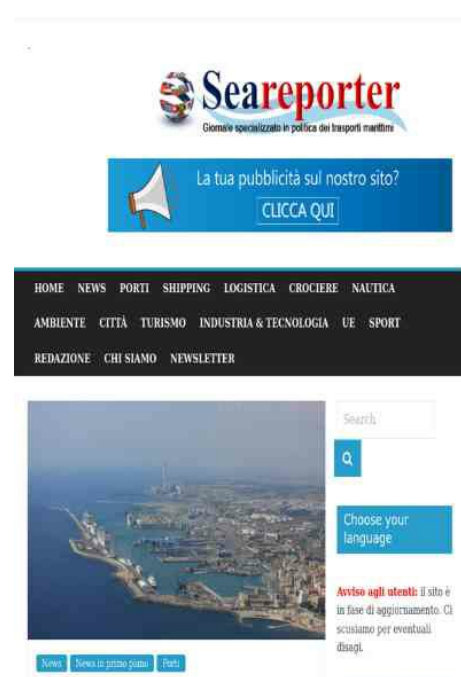 Seareporter
Giornale specializzato in politica dei trasporti marittimi
La tua pubblicità sul nostro sito?
CLICCA QUI
HOME NEWS PORTI SHIPPING LOGISTICA CROCIERE NAUTICA
AMBIENTE CITTÀ TURISMO INDUSTRIA & TECNOLOGIA UE SPORT
REDAZIONE CHI SIAMO NEWSLETTER
Search
Choose your
language
Avviso agli utenti: il sito è
in fase di aggiornamento. Ci
scusiamo per eventuali
disagi.
News News in primo piano Porti